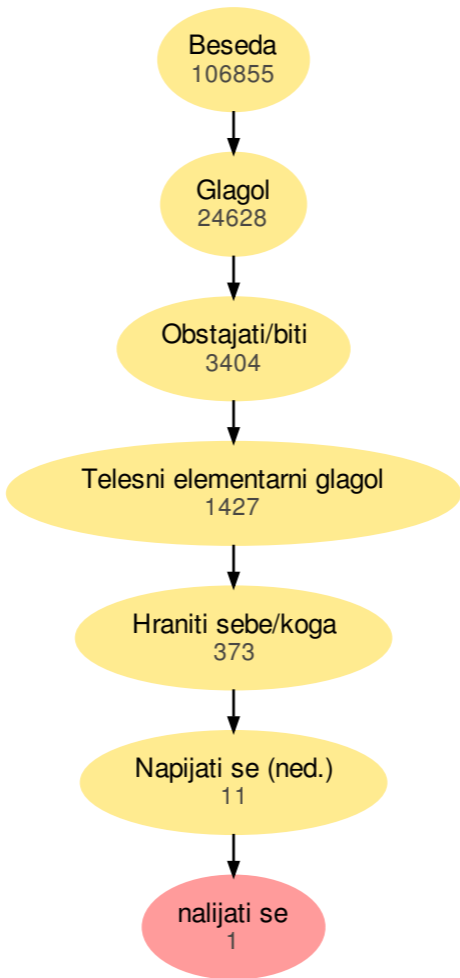 Beseda
106855
Glagol
24628
Obstajati/biti
3404
Telesni elementarni glagol
1427
Hraniti sebe/koga
373
Napijati se (ned.)
11
nalijati se
1